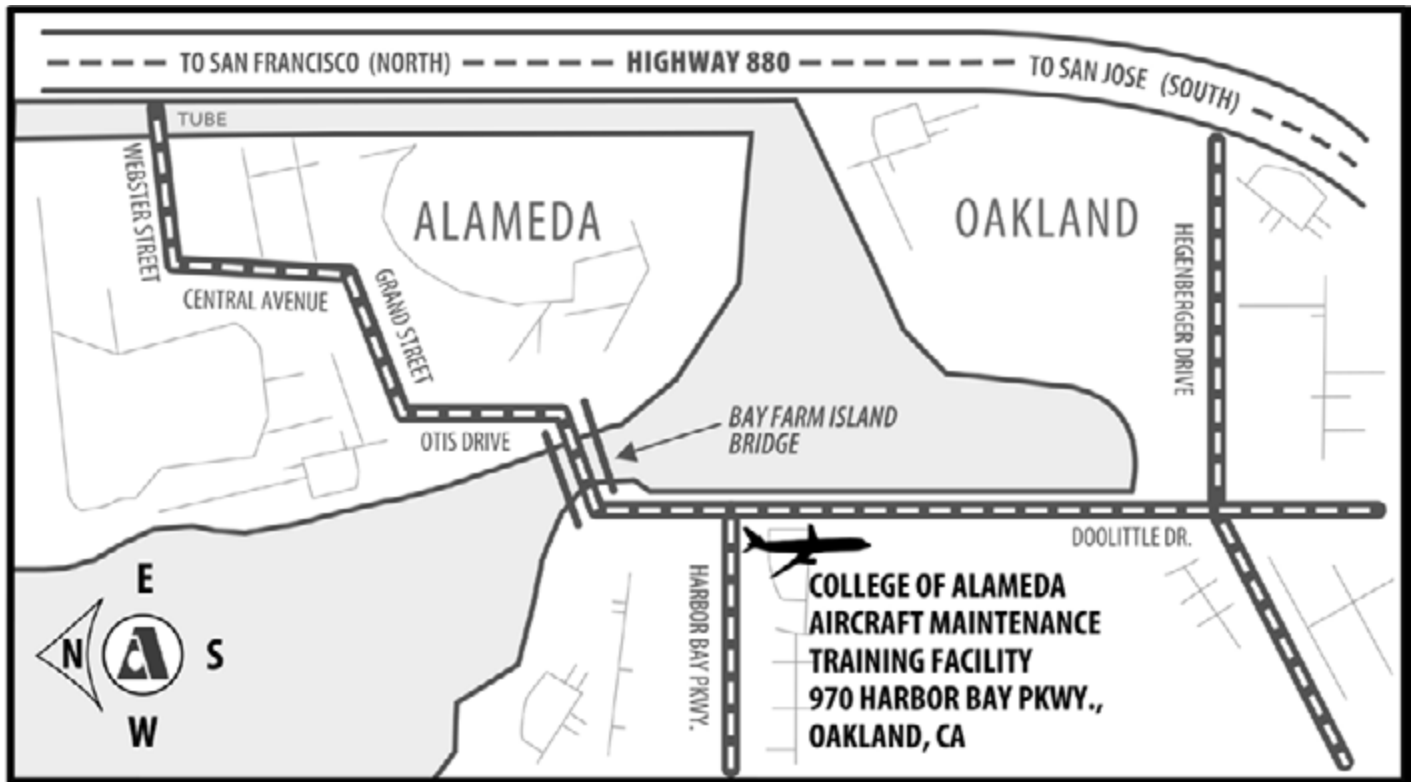 TO SAN FRANCISCO (NORTH)
HIGHWAY 880
TO SAN JOSE (SOUTH)
TUBE
WEBSTER STREET
ALAMEDA
OAKLAND
CENTRAL AVENUE
GRAND STREET
HEGENBERGER DRIVE
OTIS DRIVE
BAY FARM ISLAND
BRIDGE
DOOLITTLE DR.
HARBOR BAY PKWY.
COLLEGE OF ALAMEDA
AIRCRAFT MAINTENANCE
TRAINING FACILITY
970 HARBOR BAY PKWY.,
OAKLAND, CA
E
N
A
S
W